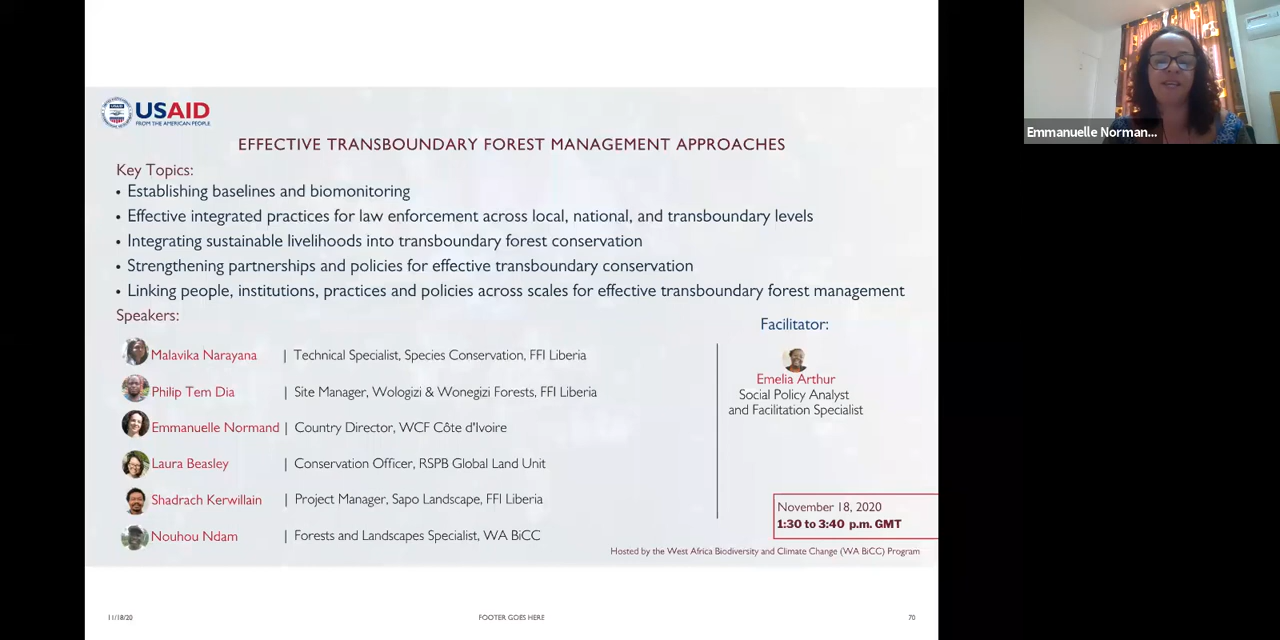 USAID
FROM THE AMERICAN PEOPLE
EFFECTIVE TRANSBOUNDARY FOREST MANAGEMENT APPROACHES
Key Topics:
• Establishing baselines and biomonitoring
• Effective integrated practices for law enforcement across local, national, and transboundary levels
• Integrating sustainable livelihoods into transboundary forest conservation
• Strengthening partnerships and policies for effective transboundary conservation
• Linking people, institutions, practices and policies across scales for effective transboundary forest management
Speakers:
Malavika Narayana | Technical Specialist, Species Conservation, FFI Liberia
Philip Tem Dia | Site Manager, Wologizi & Wonegizi Forests, FFI Liberia
Emmanuelle Normand | Country Director, WCF Côte d'Ivoire
Laura Beasley | Conservation Officer, RSPB Global Land Unit
Shadrach Kerwillain | Project Manager, Sapo Landscape, FFI Liberia
Nouhou Ndam | Forests and Landscapes Specialist, WA BiCC
Facilitator:
Emelia Arthur
Social Policy Analyst
and Facilitation Specialist
November 18, 2020
1:30 to 3:40 p.m. GMT
Hosted by the West Africa Biodiversity and Climate Change (WA BiCC) Program
11/18/20
FOOTER GOES HERE
70
Emmanuelle Norman...